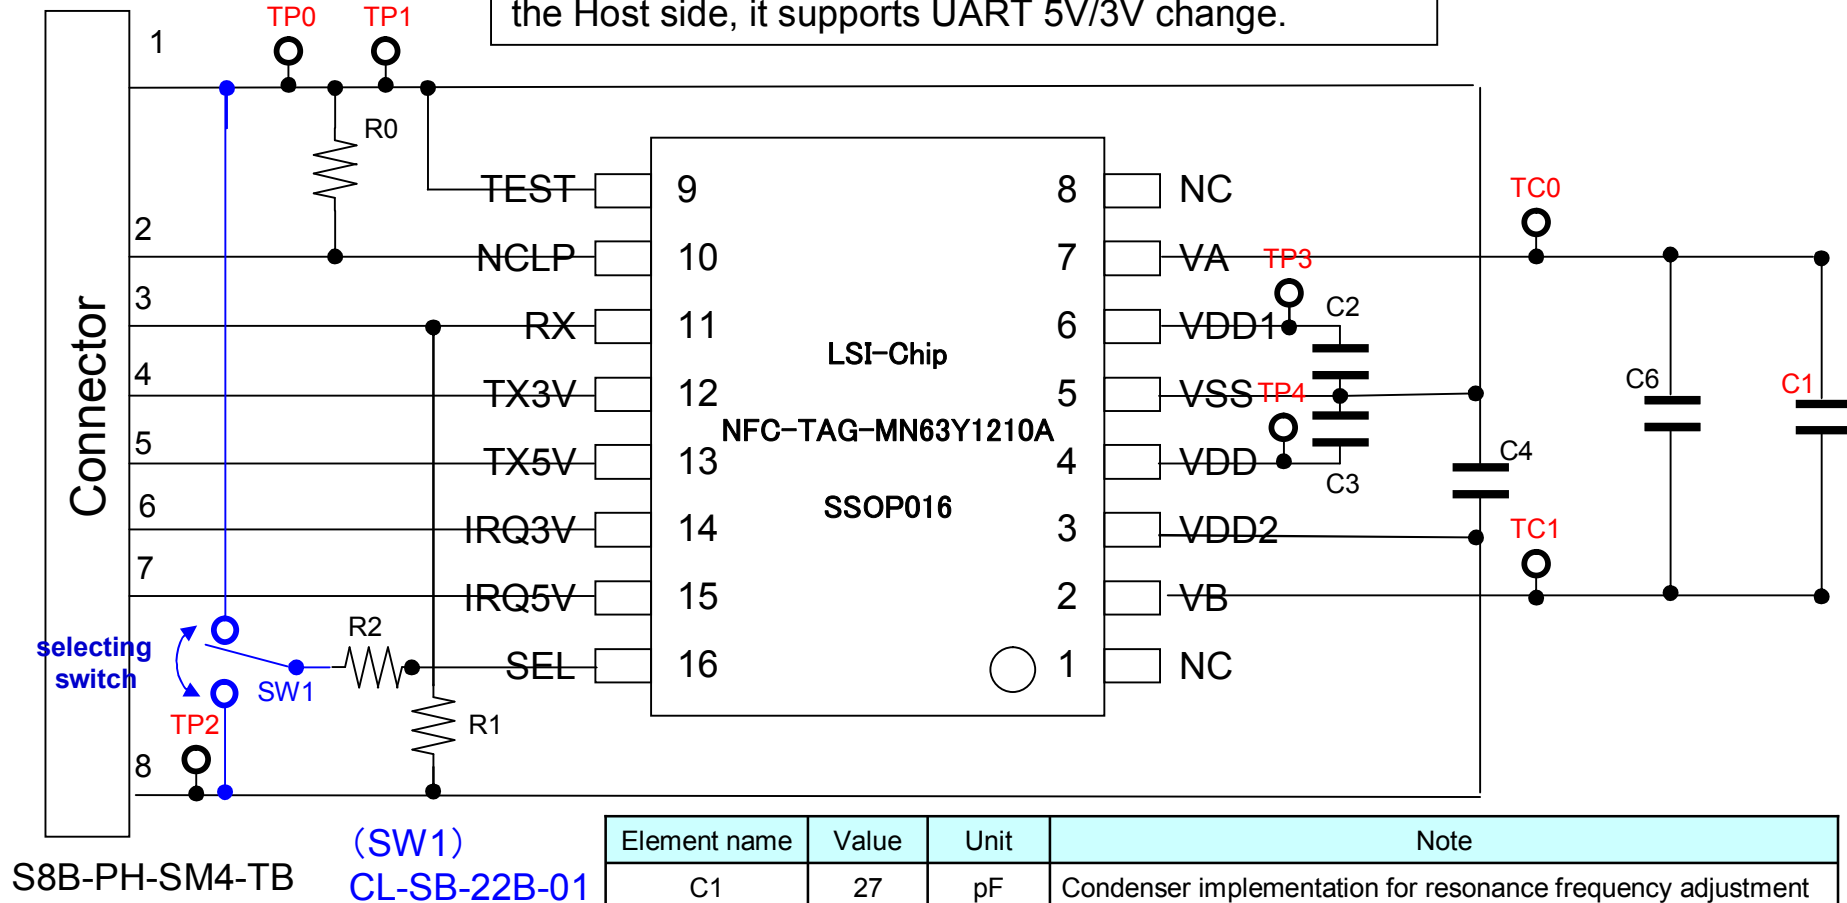 the Host side, it supports UART 5V/3V change.
TP0
TP1
1
R0
TEST
9
8
NC
TC0
2
NCLP
10
7
VA
TP3
3
RX
11
6
VDD1
C2
LSI-Chip
Connector
4
TX3V
12
5
VSS
TP4
C6
C1
NFC-TAG-MN63Y1210A
5
TX5V
13
4
VDD
C3
C4
SSOP016
6
IRQ3V
14
3
VDD2
TC1
7
IRQ5V
15
2
VB
selecting
switch
R2
SW1
SEL
16
1
NC
TP2
R1
8
S8B-PH-SM4-TB
(SW1)
CL-SB-22B-01
Element name Value Unit Note
C1 27 pF Condenser implementation for resonance frequency adjustment